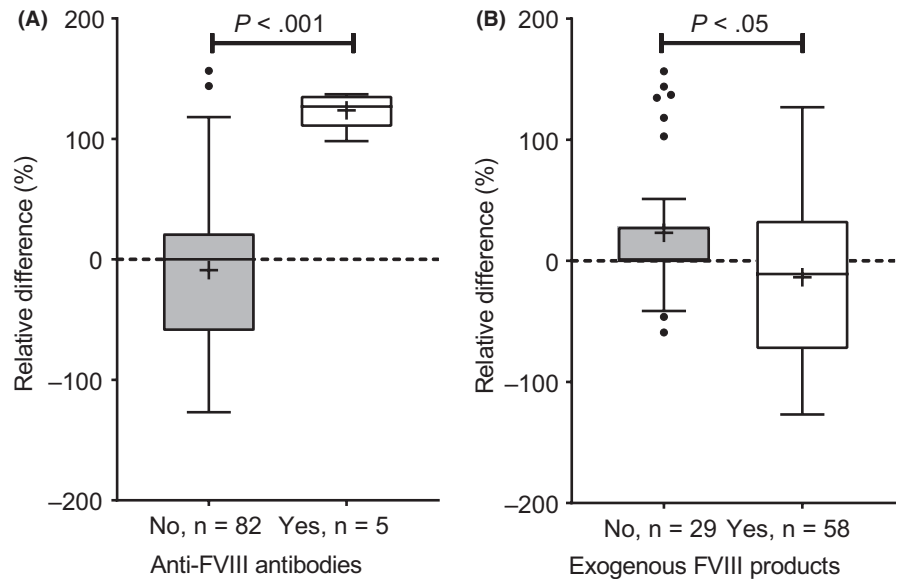 (A)
P < .001
Relative difference (%)
200
100
0
–100
–200
No, n = 82 Yes, n = 5
Anti-FVIII antibodies
(B)
P < .05
Relative difference (%)
200
100
0
–100
–200
No, n = 29 Yes, n = 58
Exogenous FVIII products